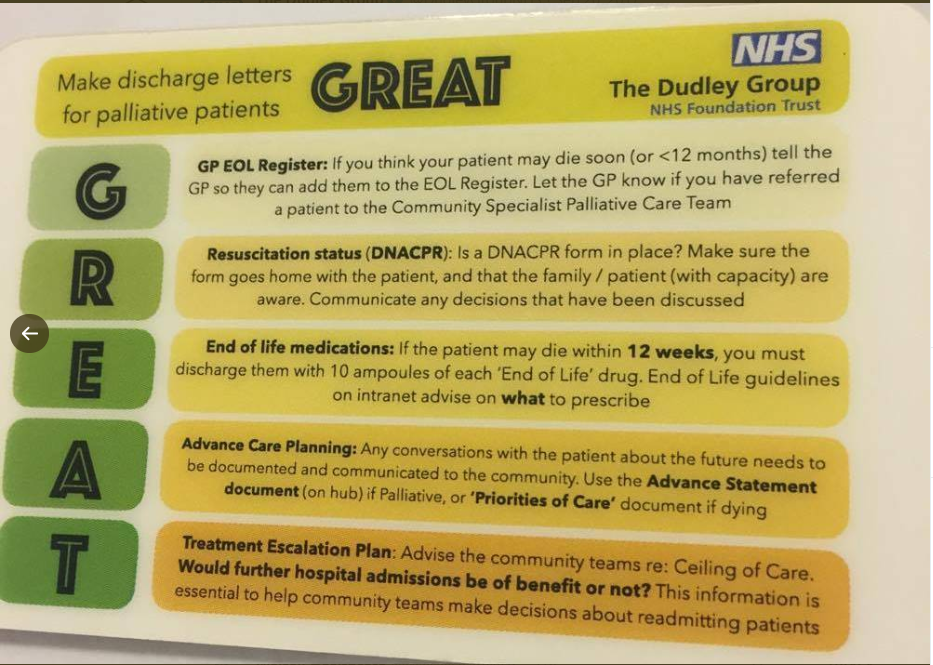 Make discharge letters
for palliative patients
GREAT
NHS
The Dudley Group
NHS Foundation Trust
G
GP EOL Register: If you think your patient may die soon (or <12 months) tell the
GP so they can add them to the EOL Register. Let the GP know if you have referred
a patient to the Community Specialist Palliative Care Team
R
Resuscitation status (DNACPR): Is a DNACPR form in place? Make sure the
form goes home with the patient, and that the family / patient (with capacity) are
aware. Communicate any decisions that have been discussed
E
End of life medications: If the patient may die within 12 weeks, you must
discharge them with 10 ampoules of each ‘End of Life’ drug. End of Life guidelines
on intranet advise on what to prescribe
A
Advance Care Planning: Any conversations with the patient about the future needs to
be documented and communicated to the community. Use the Advance Statement
document (on hub) if Palliative, or ‘Priorities of Care’ document if dying
T
Treatment Escalation Plan: Advise the community teams re: Ceiling of Care.
Would further hospital admissions be of benefit or not? This information is
essential to help community teams make decisions about readmitting patients